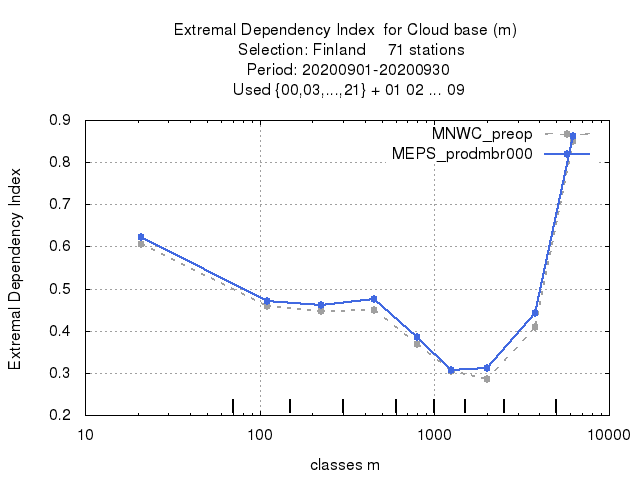 Extremal Dependency Index  for Cloud base (m)
Selection: Finland     71 stations
Period: 20200901-20200930
Used {00,03,...,21} + 01 02 ... 09
MNWC_preop
MEPS_prodmbr000
Extremal Dependency Index
0.9
0.8
0.7
0.6
0.5
0.4
0.3
0.2
10 100 1000 10000
classes m